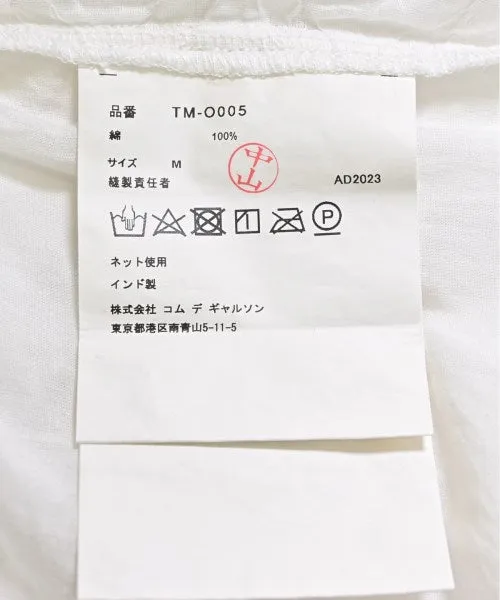 品番 TM-O005
綿 100%
サイズ M
縫製責任者 中山 AD2023
P
ネット使用
インド製
株式会社 コム デ ギャルソン
東京都港区南青山5-11-5